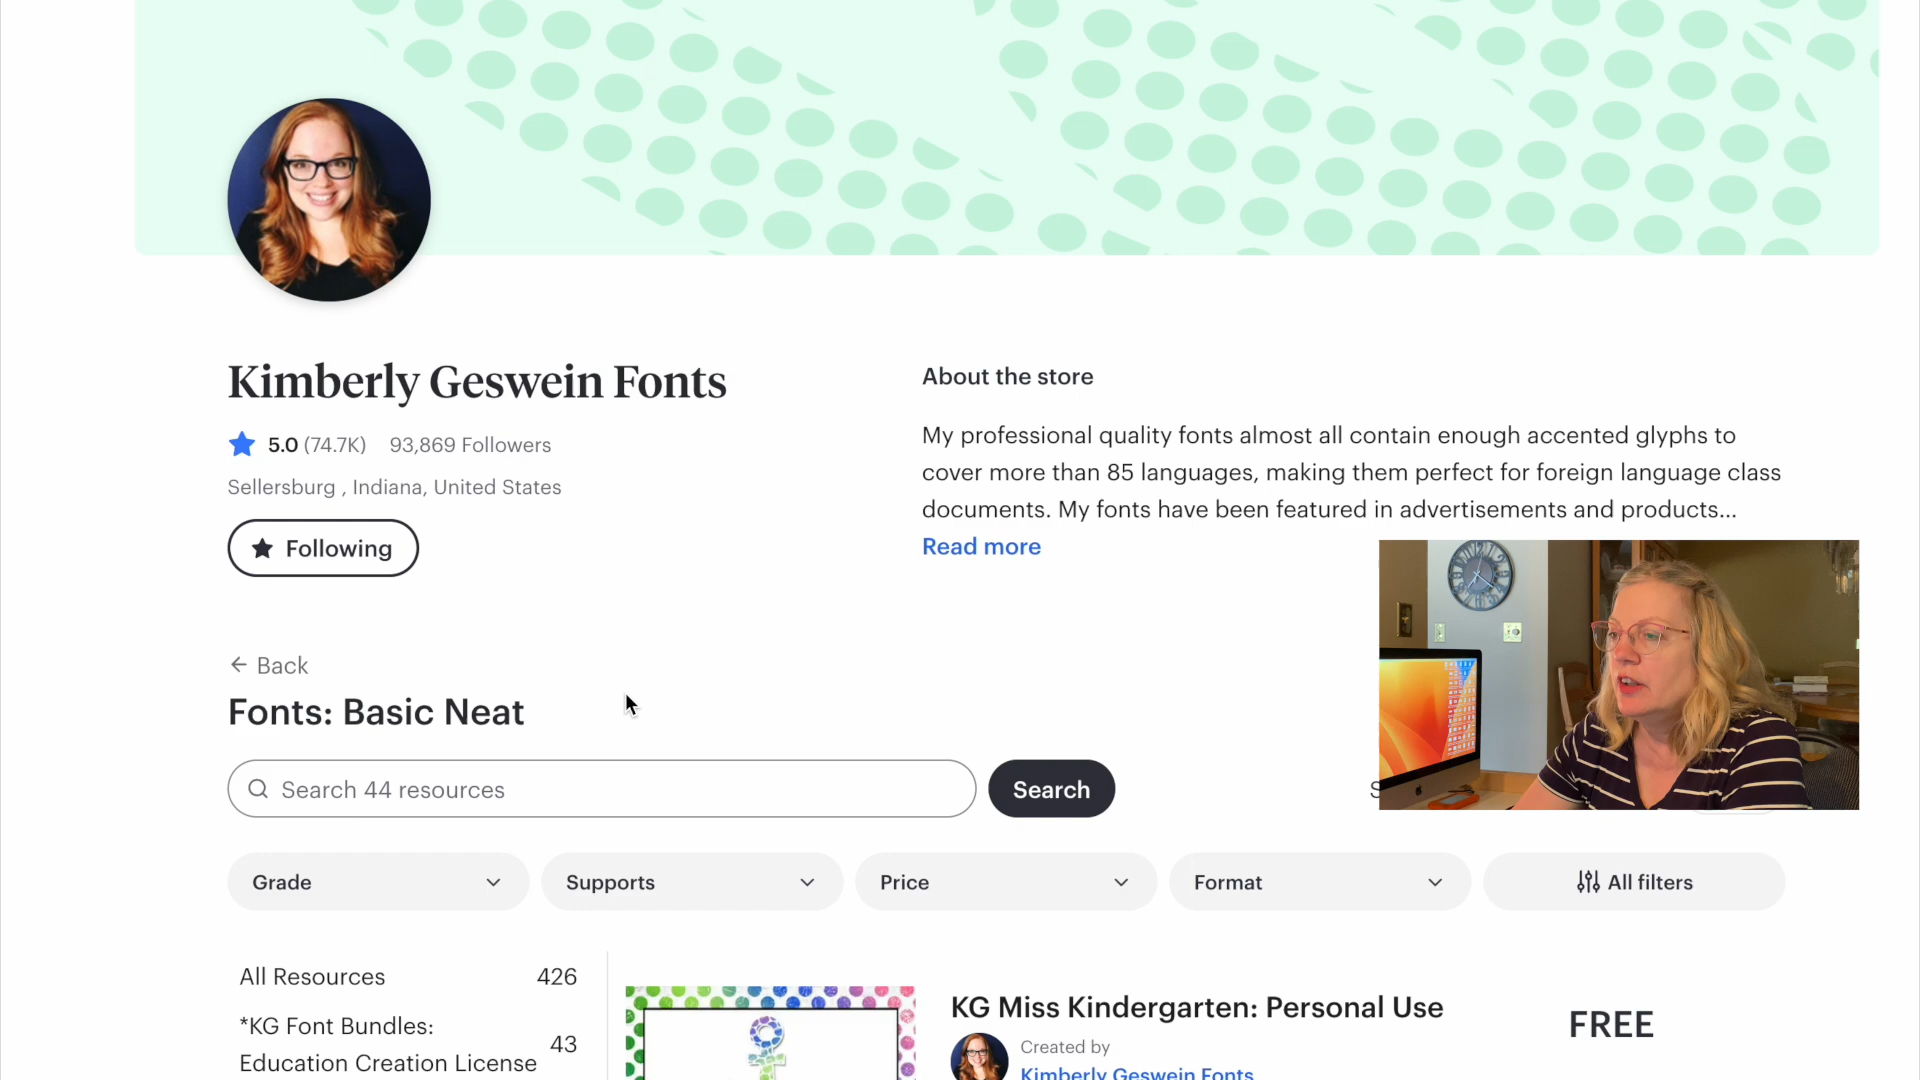 Kimberly Geswein Fonts
5.0 (74.7K) 93,869 Followers
Sellersburg , Indiana, United States
Following
About the store
My professional quality fonts almost all contain enough accented glyphs to
cover more than 85 languages, making them perfect for foreign language class
documents. My fonts have been featured in advertisements and products...
Read more
Back
Fonts: Basic Neat
Search 44 resources
Search
Grade
Supports
Price
Format
All filters
All Resources 426
*KG Font Bundles:
Education Creation License 43
KG Miss Kindergarten: Personal Use
FREE
Created by
Kimberly Geswein Fonts